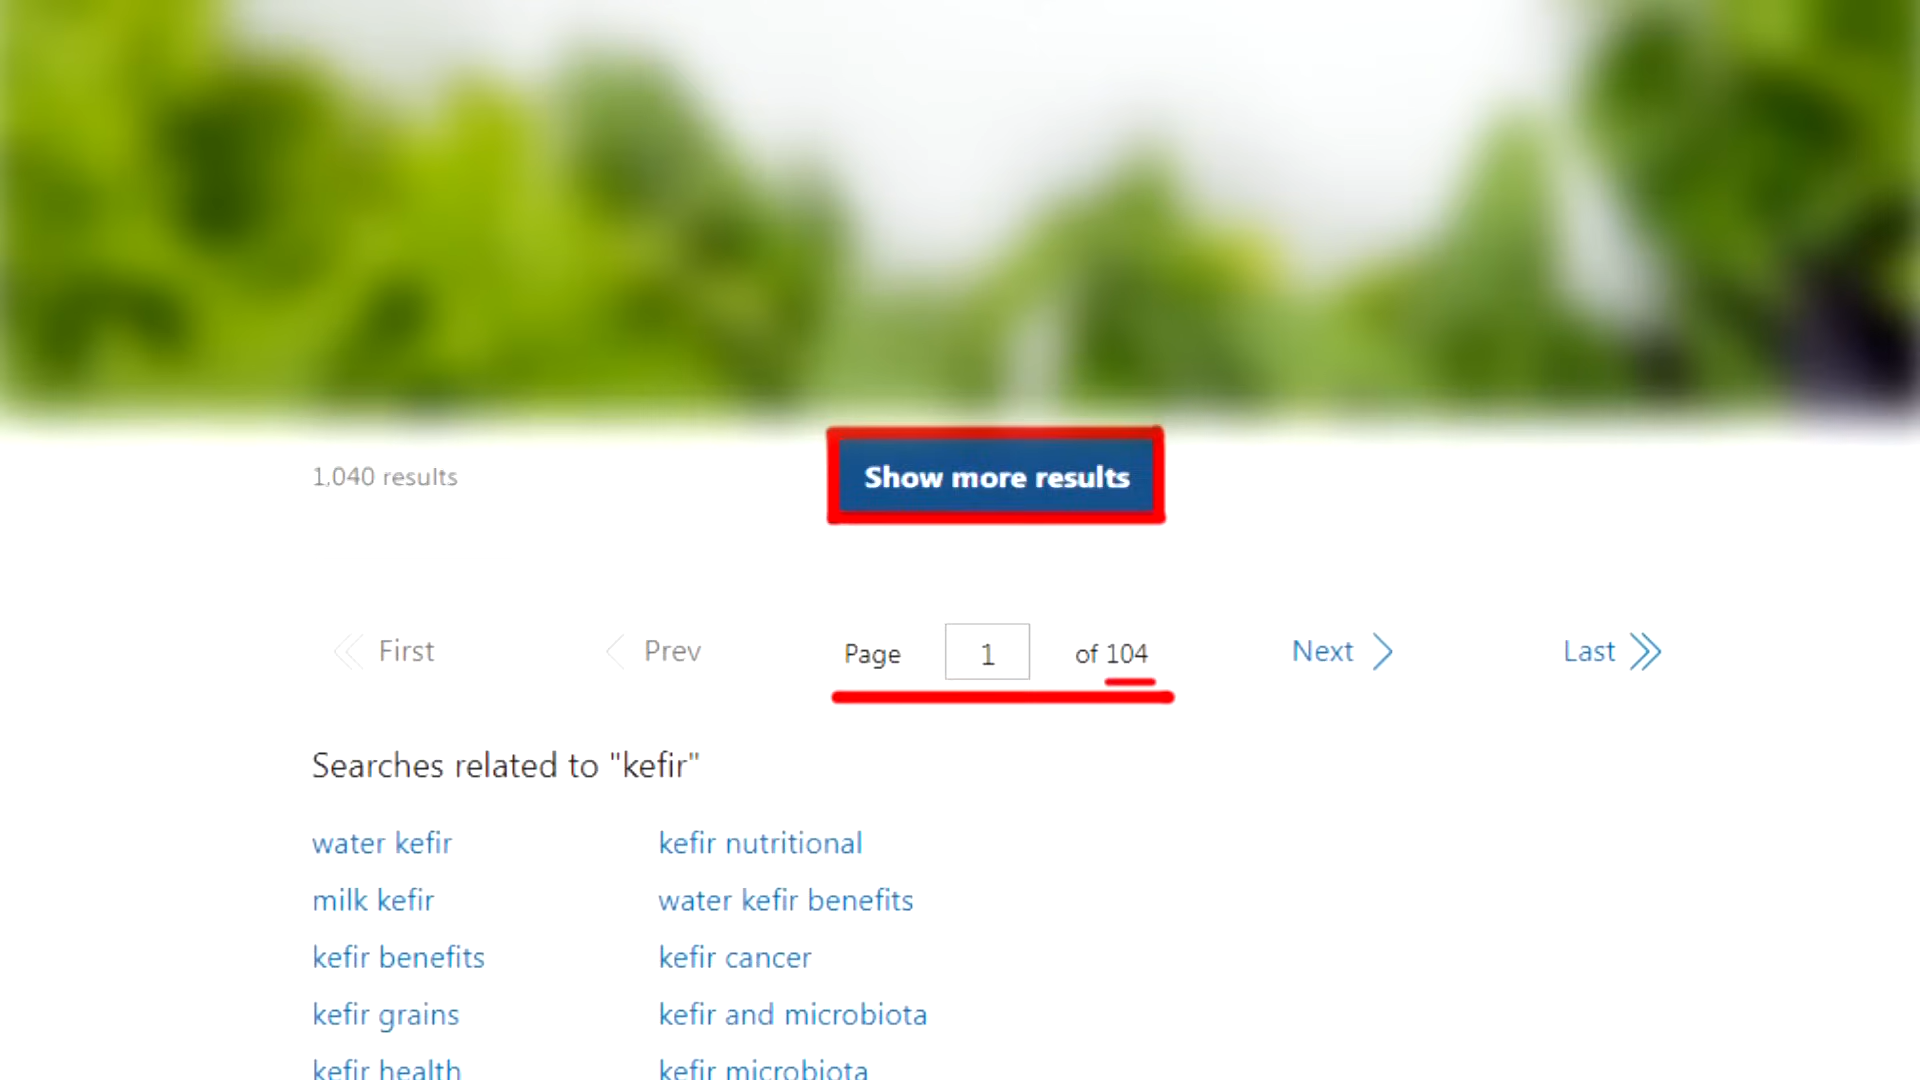 1,040 results
Show more results
First
Prev
Page 1 of 104
Next
Last
Searches related to "kefir"
water kefir
kefir nutritional
milk kefir
water kefir benefits
kefir benefits
kefir cancer
kefir grains
kefir and microbiota
kefir health
kefir microbiota